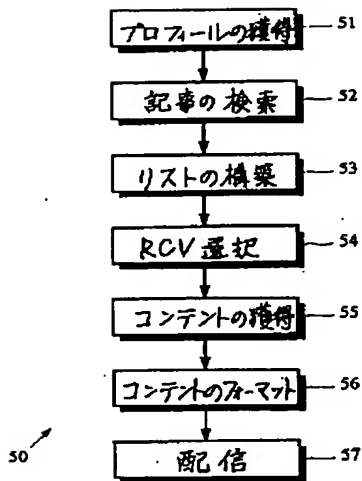 プロフィールの獲得 51
記事の検索 52
リストの構築 53
RCV選択 54
コンテントの獲得 55
コンテントのフォーマット 56
50
配信 57